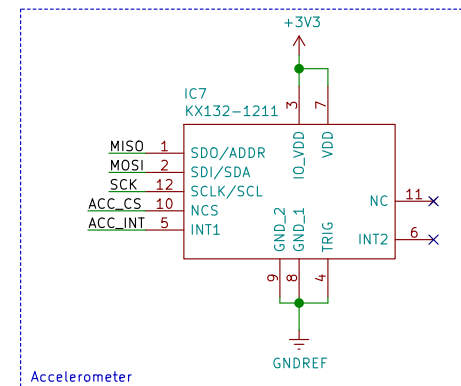 +3V3
IC7
KX132-1211
3
7
IO_VDD
VDD
MISO 1 SDO/ADDR
MOSI 2 SDI/SDA
SCK 12 SCLK/SCL
ACC_CS 10 NCS
ACC_INT 5 INT1
NC 11
INT2 6
GND_2
GND_1
TRIG
9
8
4
GNDREF
Accelerometer